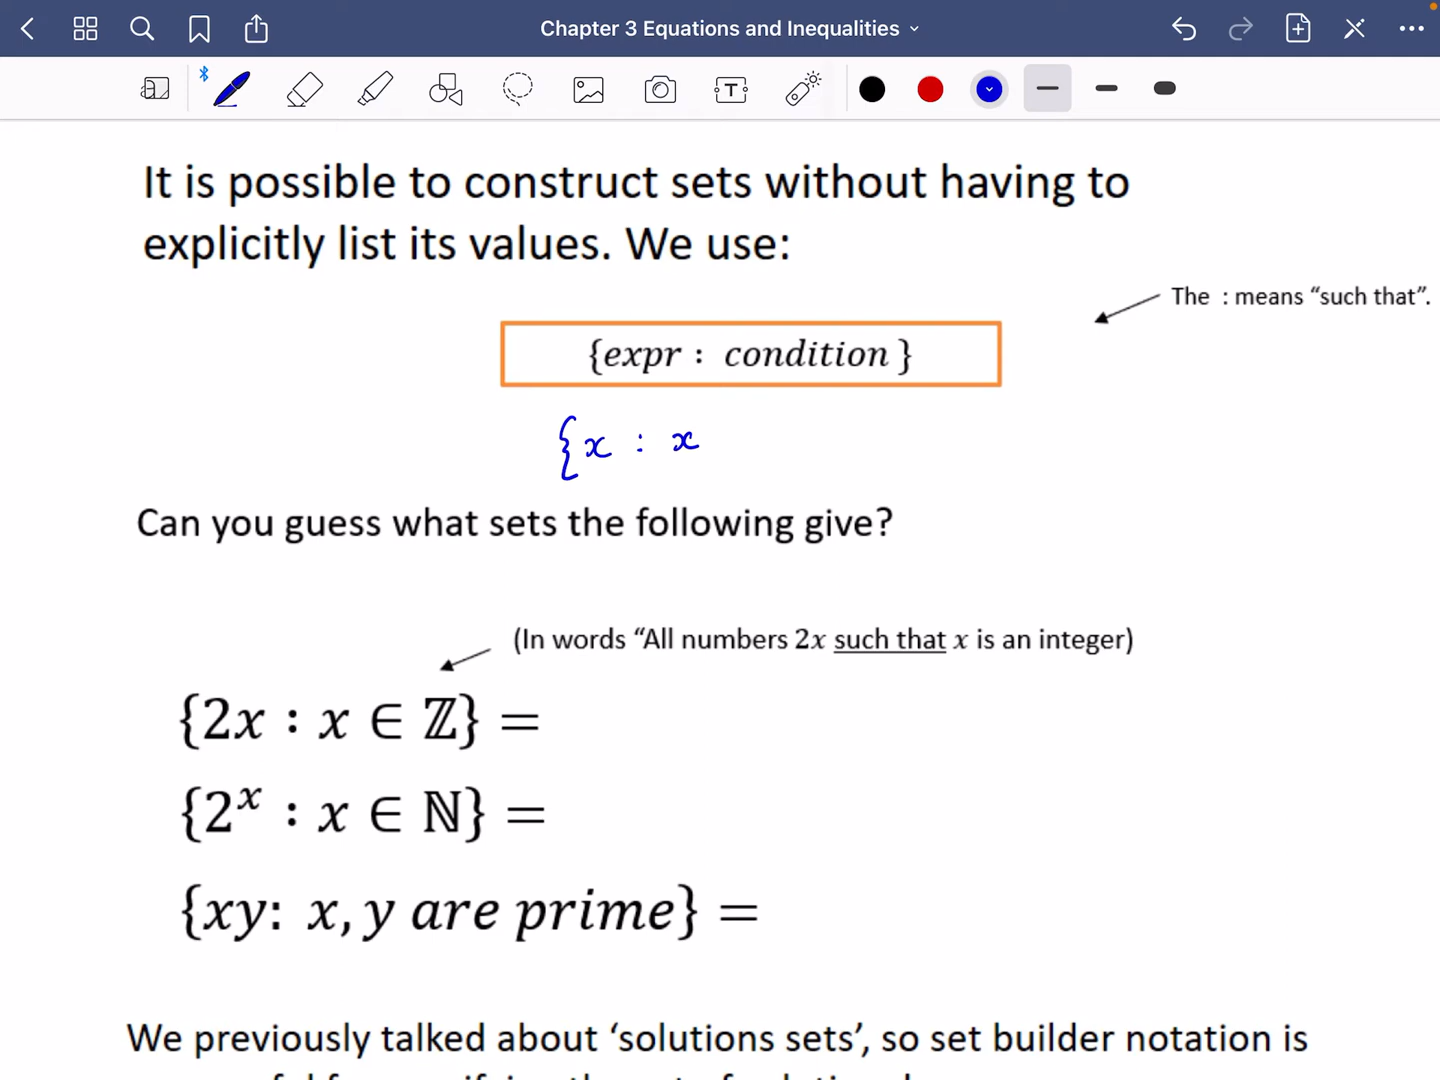 Chapter 3 Equations and Inequalities
It is possible to construct sets without having to
explicitly list its values. We use:
The : means “such that”.
{expr : condition }
{x : x
Can you guess what sets the following give?
(In words “All numbers 2x such that x is an integer)
{2x : x ∈ ℤ} =
{2ˣ : x ∈ ℕ} =
{xy: x, y are prime} =
We previously talked about ‘solutions sets’, so set builder notation is